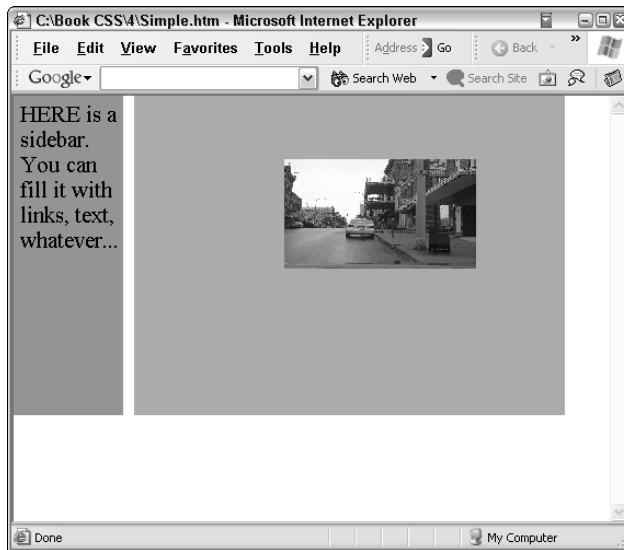 C:\Book CSS\4\Simple.htm - Microsoft Internet Explorer
File Edit View Favorites Tools Help Address Go Back »
Google Search Web Search Site
HERE is a
sidebar.
You can
fill it with
links, text,
whatever...
Done My Computer